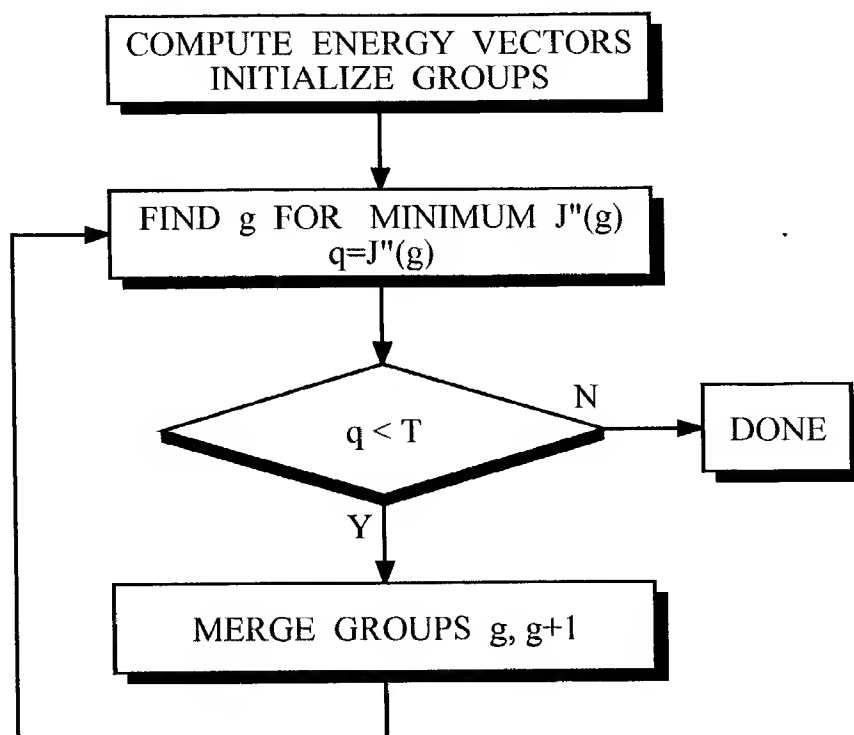 COMPUTE ENERGY VECTORS
INITIALIZE GROUPS
FIND g FOR MINIMUM J"(g)
q=J"(g)
q < T
N
DONE
Y
MERGE GROUPS g, g+1